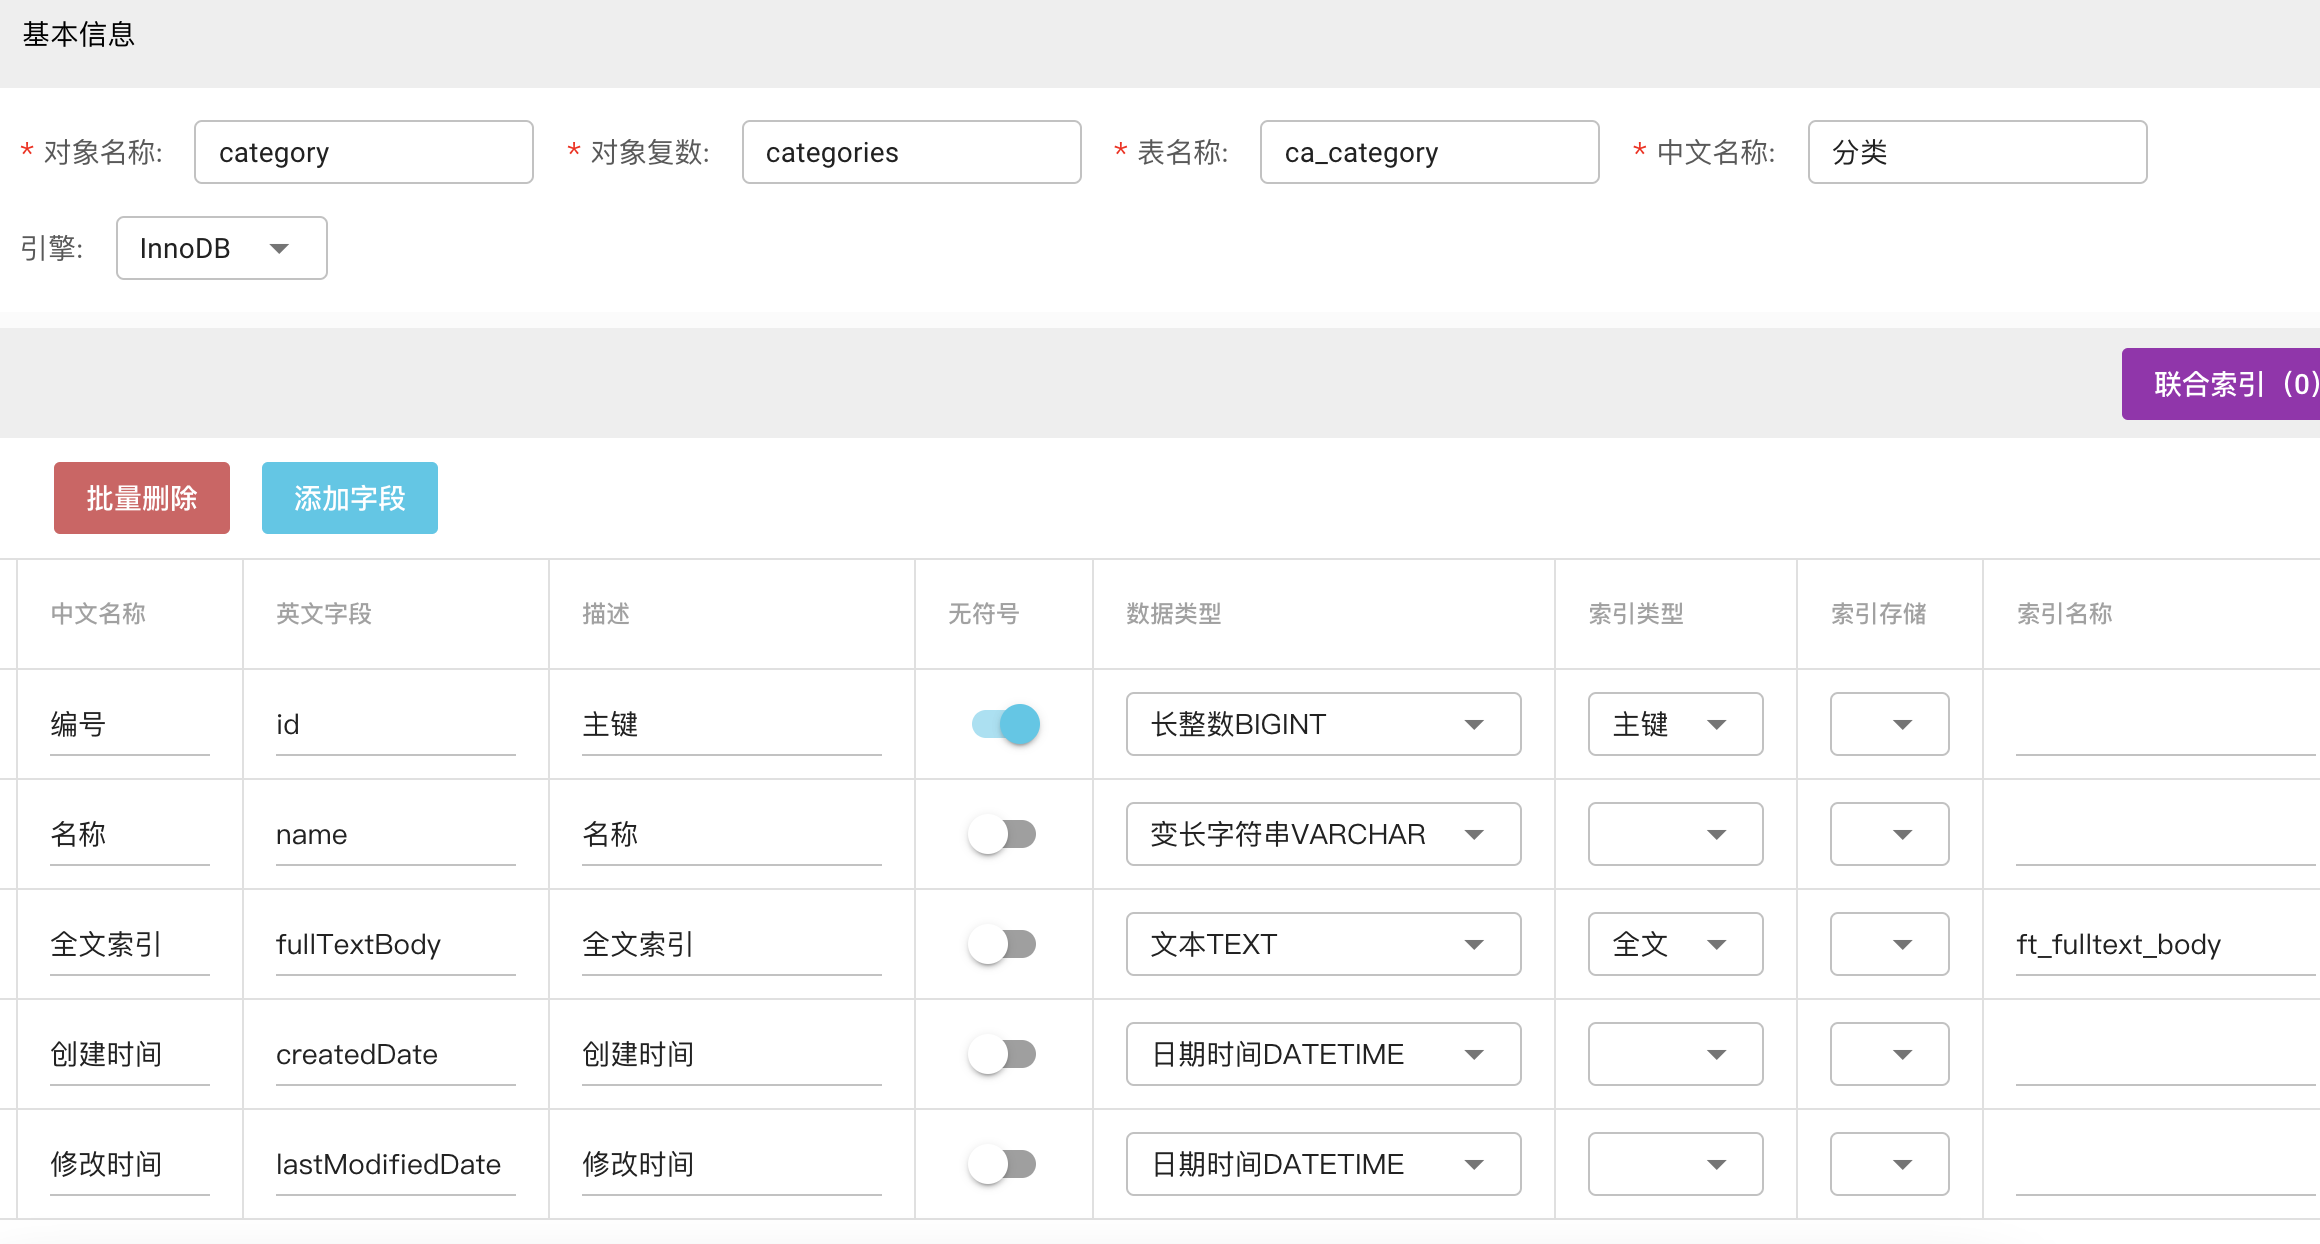 基本信息
* 对象名称: category * 对象复数: categories * 表名称: ca_category * 中文名称: 分类
引擎: InnoDB
联合索引（0）
批量删除 添加字段
中文名称 英文字段 描述 无符号 数据类型 索引类型 索引存储 索引名称
编号 id 主键 长整数BIGINT 主键
名称 name 名称 变长字符串VARCHAR
全文索引 fullTextBody 全文索引 文本TEXT 全文 ft_fulltext_body
创建时间 createdDate 创建时间 日期时间DATETIME
修改时间 lastModifiedDate 修改时间 日期时间DATETIME